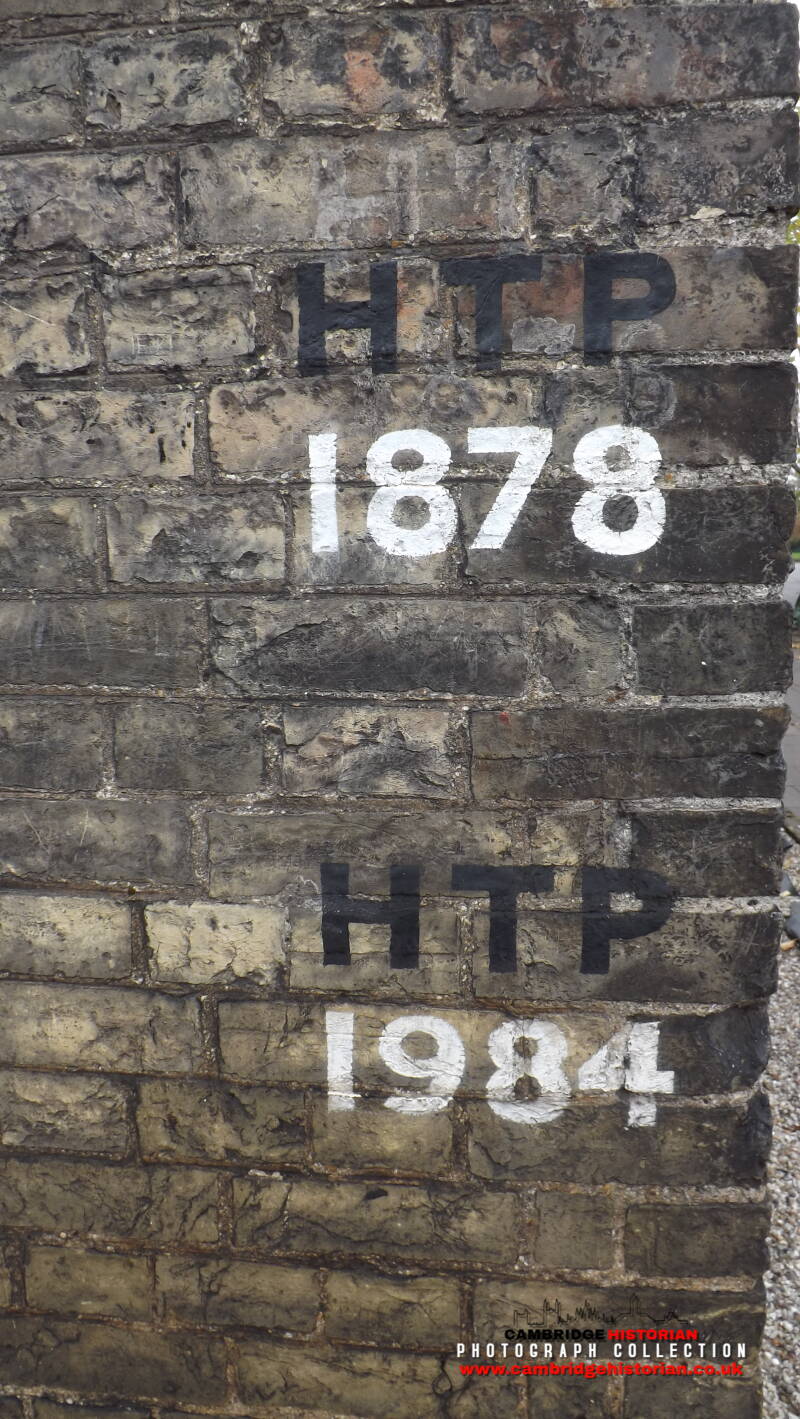 HTP
1878
HTP
1984
CAMBRIDGE HISTORIAN
PHOTOGRAPH COLLECTION
www.cambridgehistorian.co.uk